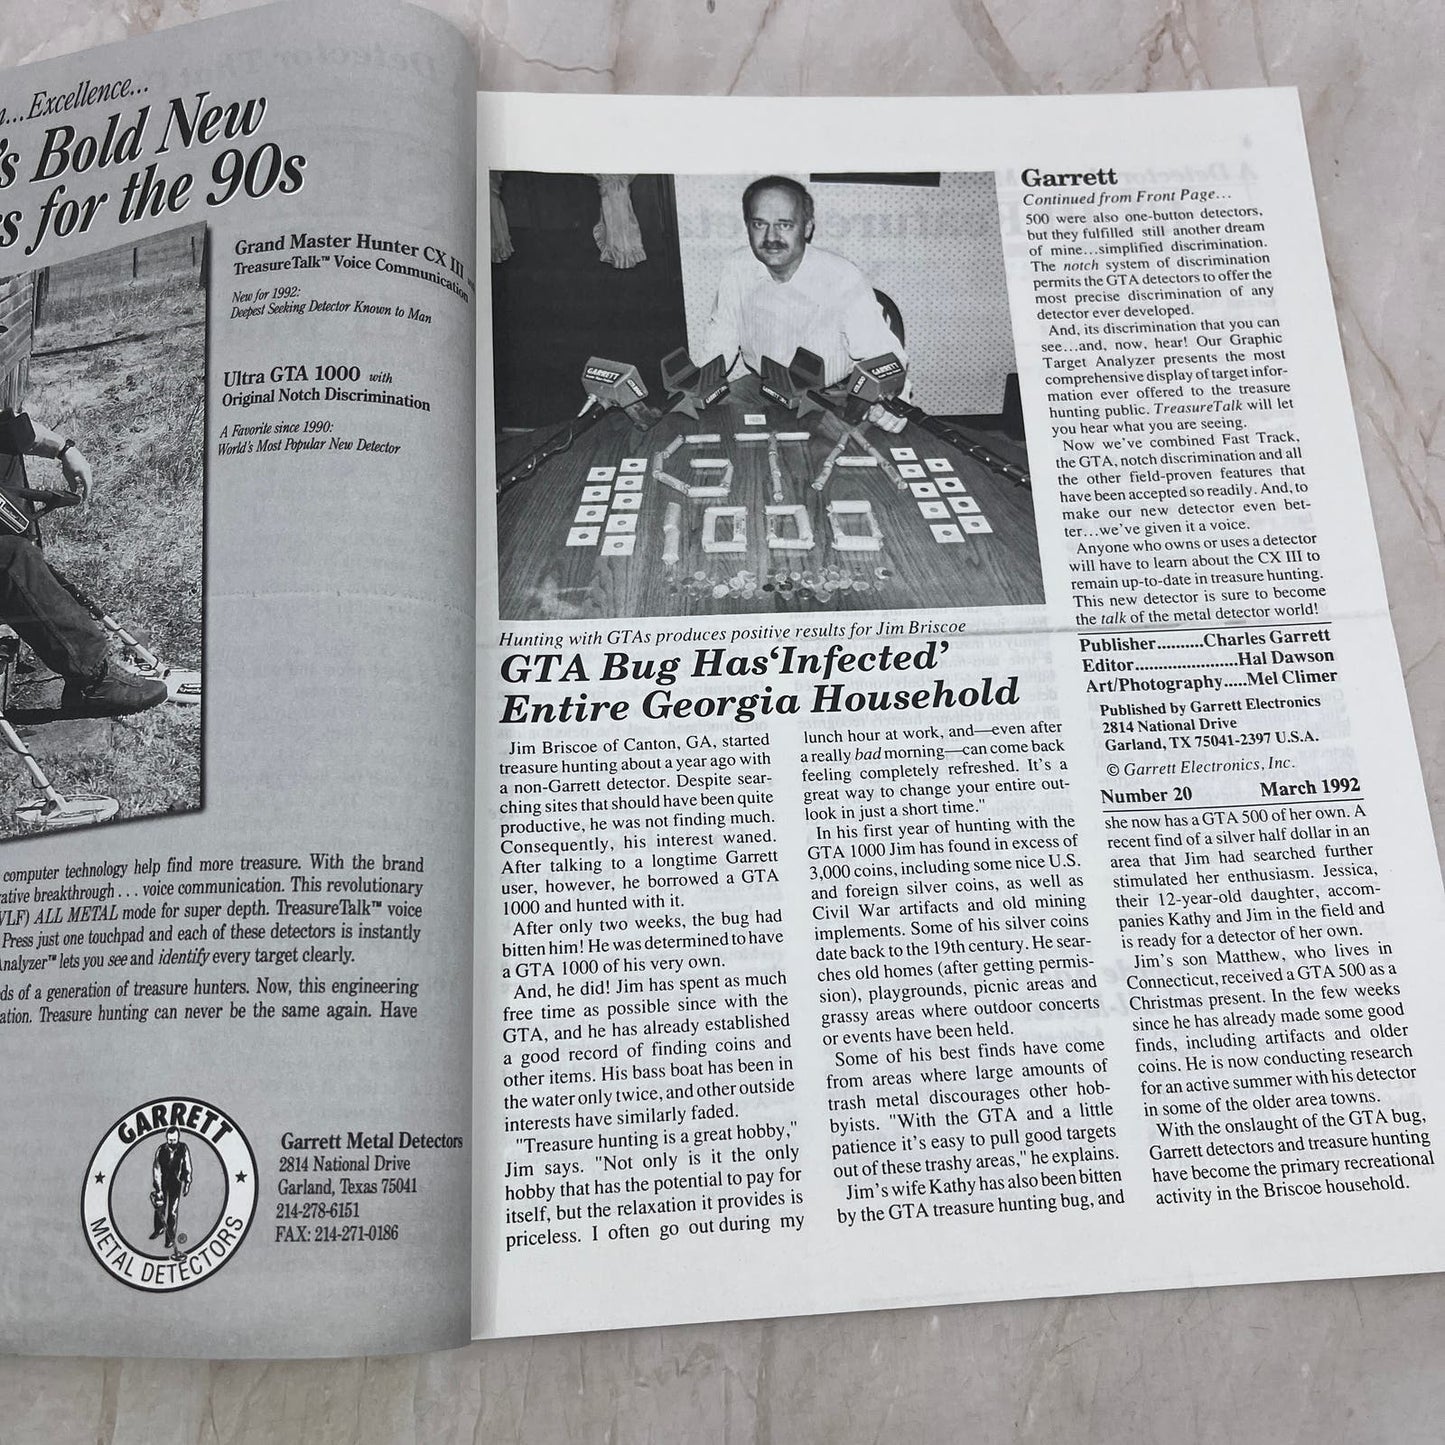 ...Excellence...
's Bold New
s for the 90s
Grand Master Hunter CX III
TreasureTalk™ Voice Communication
New for 1992:
Deepest Seeking Detector Known to Man
Ultra GTA 1000 with
Original Notch Discrimination
A Favorite since 1990:
World's Most Popular New Detector
computer technology help find more treasure. With the brand
ative breakthrough . . . voice communication. This revolutionary
VLF) ALL METAL mode for super depth. TreasureTalk™ voice
Press just one touchpad and each of these detectors is instantly
Analyzer™ lets you see and identify every target clearly.
ds of a generation of treasure hunters. Now, this engineering
ation. Treasure hunting can never be the same again. Have
GARRETT
METAL DETECTORS
®
Garrett Metal Detectors
2814 National Drive
Garland, Texas 75041
214-278-6151
FAX: 214-271-0186
GARRETT
GARRETT
GTA
1000
Hunting with GTAs produces positive results for Jim Briscoe
GTA Bug Has 'Infected'
Entire Georgia Household
Jim Briscoe of Canton, GA, started
treasure hunting about a year ago with
a non-Garrett detector. Despite sear-
ching sites that should have been quite
productive, he was not finding much.
Consequently, his interest waned.
After talking to a longtime Garrett
user, however, he borrowed a GTA
1000 and hunted with it.
After only two weeks, the bug had
bitten him! He was determined to have
a GTA 1000 of his very own.
And, he did! Jim has spent as much
free time as possible since with the
GTA, and he has already established
a good record of finding coins and
other items. His bass boat has been in
the water only twice, and other outside
interests have similarly faded.
"Treasure hunting is a great hobby,"
Jim says. "Not only is it the only
hobby that has the potential to pay for
itself, but the relaxation it provides is
priceless. I often go out during my
lunch hour at work, and—even after
a really bad morning—can come back
feeling completely refreshed. It's a
great way to change your entire out-
look in just a short time."
In his first year of hunting with the
GTA 1000 Jim has found in excess of
3,000 coins, including some nice U.S.
and foreign silver coins, as well as
Civil War artifacts and old mining
implements. Some of his silver coins
date back to the 19th century. He sear-
ches old homes (after getting permis-
sion), playgrounds, picnic areas and
grassy areas where outdoor concerts
or events have been held.
Some of his best finds have come
from areas where large amounts of
trash metal discourages other hob-
byists. "With the GTA and a little
patience it's easy to pull good targets
out of these trashy areas," he explains.
Jim's wife Kathy has also been bitten
by the GTA treasure hunting bug, and
Garrett
Continued from Front Page...
500 were also one-button detectors,
but they fulfilled still another dream
of mine...simplified discrimination.
The notch system of discrimination
permits the GTA detectors to offer the
most precise discrimination of any
detector ever developed.
And, its discrimination that you can
see...and, now, hear! Our Graphic
Target Analyzer presents the most
comprehensive display of target infor-
mation ever offered to the treasure
hunting public. TreasureTalk will let
you hear what you are seeing.
Now we've combined Fast Track,
the GTA, notch discrimination and all
the other field-proven features that
have been accepted so readily. And, to
make our new detector even bet-
ter...we've given it a voice.
Anyone who owns or uses a detector
will have to learn about the CX III to
remain up-to-date in treasure hunting.
This new detector is sure to become
the talk of the metal detector world!
Publisher..........Charles Garrett
Editor......................Hal Dawson
Art/Photography.....Mel Climer
Published by Garrett Electronics
2814 National Drive
Garland, TX 75041-2397 U.S.A.
© Garrett Electronics, Inc.
Number 20 March 1992
she now has a GTA 500 of her own. A
recent find of a silver half dollar in an
area that Jim had searched further
stimulated her enthusiasm. Jessica,
their 12-year-old daughter, accom-
panies Kathy and Jim in the field and
is ready for a detector of her own.
Jim's son Matthew, who lives in
Connecticut, received a GTA 500 as a
Christmas present. In the few weeks
since he has already made some good
finds, including artifacts and older
coins. He is now conducting research
for an active summer with his detector
in some of the older area towns.
With the onslaught of the GTA bug,
Garrett detectors and treasure hunting
have become the primary recreational
activity in the Briscoe household.